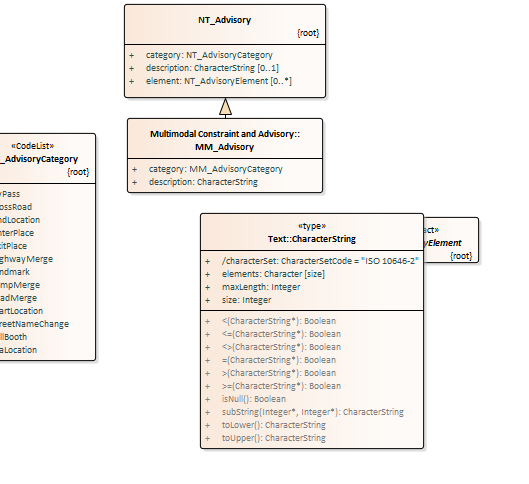 NT_Advisory
{root}
+ category: NT_AdvisoryCategory
+ description: CharacterString [0..1]
+ element: NT_AdvisoryElement [0..*]
Multimodal Constraint and Advisory::
MM_Advisory
+ category: MM_AdvisoryCategory
+ description: CharacterString
«CodeList»
_AdvisoryCategory
{root}
yPass
ossRoad
ndLocation
nterPlace
xitPlace
ighwayMerge
ndmark
mpMerge
adMerge
artLocation
reetNameChange
llBooth
aLocation
«type»
Text::CharacterString
+ /characterSet: CharacterSetCode = "ISO 10646-2"
+ elements: Character [size]
+ maxLength: Integer
+ size: Integer
+ <(CharacterString*): Boolean
+ <=(CharacterString*): Boolean
+ <>(CharacterString*): Boolean
+ =(CharacterString*): Boolean
+ >(CharacterString*): Boolean
+ >=(CharacterString*): Boolean
+ isNull(): Boolean
+ subString(Integer*, Integer*): CharacterString
+ toLower(): CharacterString
+ toUpper(): CharacterString
act»
yElement
{root}